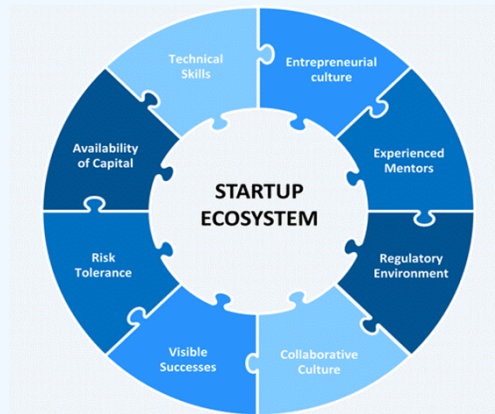 Technical
Skills
Entrepreneurial
culture
Availability
of Capital
Experienced
Mentors
STARTUP
ECOSYSTEM
Risk
Tolerance
Regulatory
Environment
Visible
Successes
Collaborative
Culture